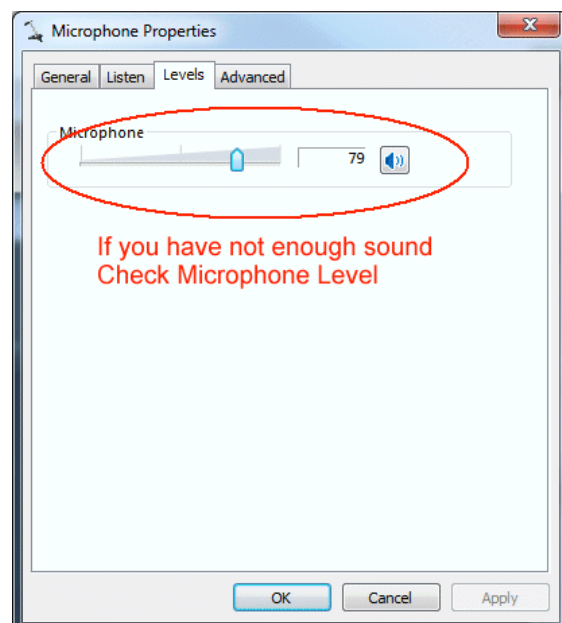 Microphone Properties
General Listen Levels Advanced
Microphone
79
If you have not enough sound
Check Microphone Level
OK Cancel Apply